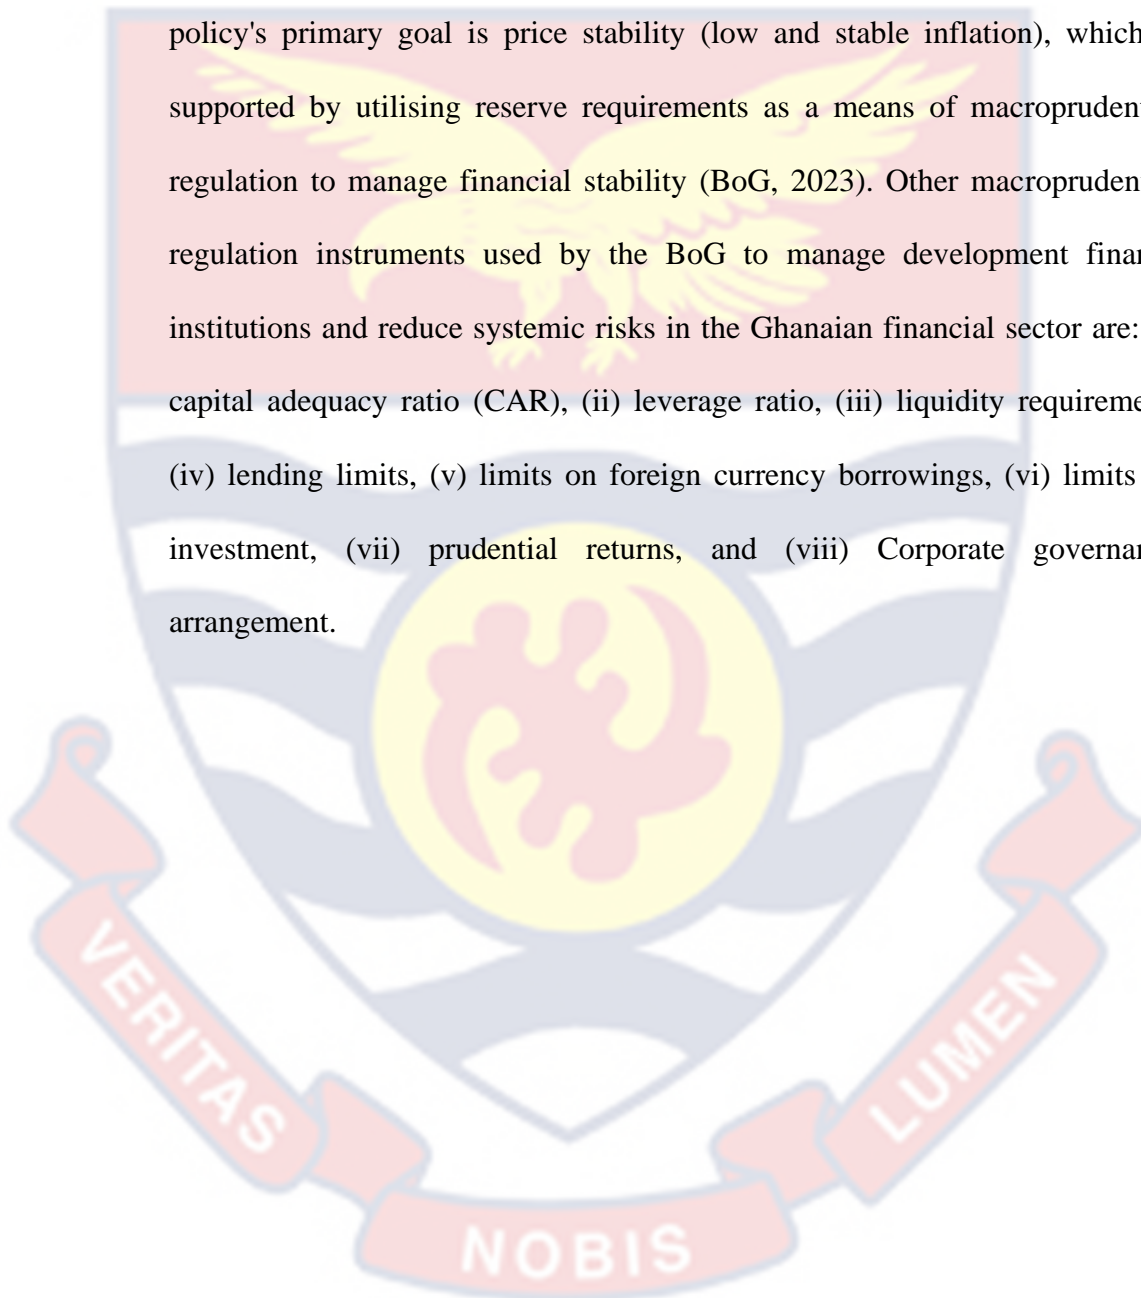 policy's primary goal is price stability (low and stable inflation), which
supported by utilising reserve requirements as a means of macroprudent
regulation to manage financial stability (BoG, 2023). Other macroprudent
regulation instruments used by the BoG to manage development finan
institutions and reduce systemic risks in the Ghanaian financial sector are:
capital adequacy ratio (CAR), (ii) leverage ratio, (iii) liquidity requireme
(iv) lending limits, (v) limits on foreign currency borrowings, (vi) limits
investment, (vii) prudential returns, and (viii) Corporate governan
arrangement.
VERITAS
NOBIS
LUMEN